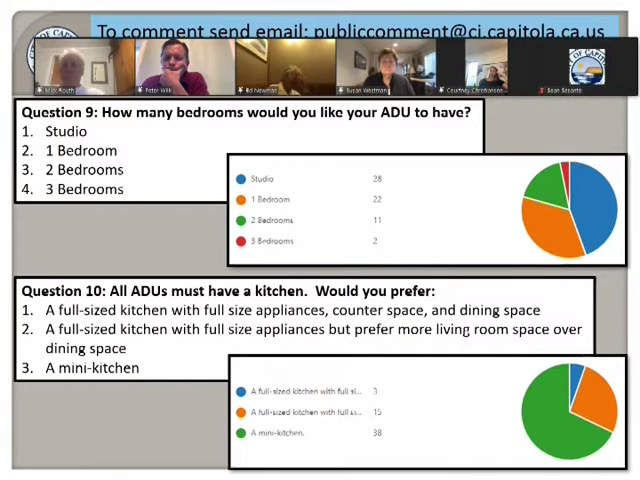 To comment send email: publiccomment@ci.capitola.ca.us
Mick Routh
Peter Wilk
Ed Newman
Susan Westman
Courtney Christiansen
Sean Sesanto
Question 9: How many bedrooms would you like your ADU to have?
1. Studio
2. 1 Bedroom
3. 2 Bedrooms
4. 3 Bedrooms
Studio 28
1 Bedroom 22
2 Bedrooms 11
3 Bedrooms 2
Question 10: All ADUs must have a kitchen. Would you prefer:
1. A full-sized kitchen with full size appliances, counter space, and dining space
2. A full-sized kitchen with full size appliances but prefer more living room space over
dining space
3. A mini-kitchen
A full-sized kitchen with full si... 3
A full-sized kitchen with full si... 15
A mini-kitchen. 38